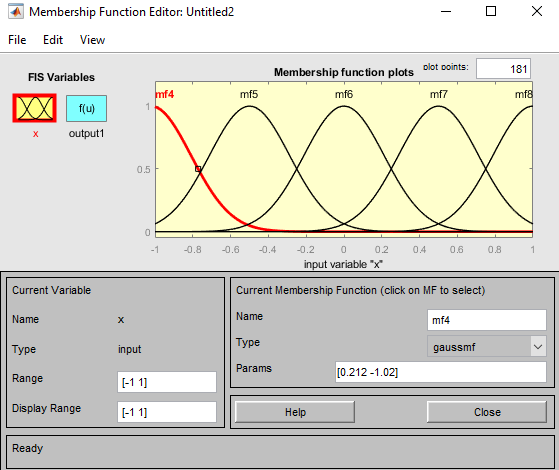 Membership Function Editor: Untitled2
File Edit View
FIS Variables
f(u)
x output1
Membership function plots
plot points: 181
mf4 mf5 mf6 mf7 mf8
1
0.5
0
-1 -0.8 -0.6 -0.4 -0.2 0 0.2 0.4 0.6 0.8 1
input variable "x"
Current Variable
Name x
Type input
Range [-1 1]
Display Range [-1 1]
Current Membership Function (click on MF to select)
Name mf4
Type gaussmf
Params [0.212 -1.02]
Help Close
Ready